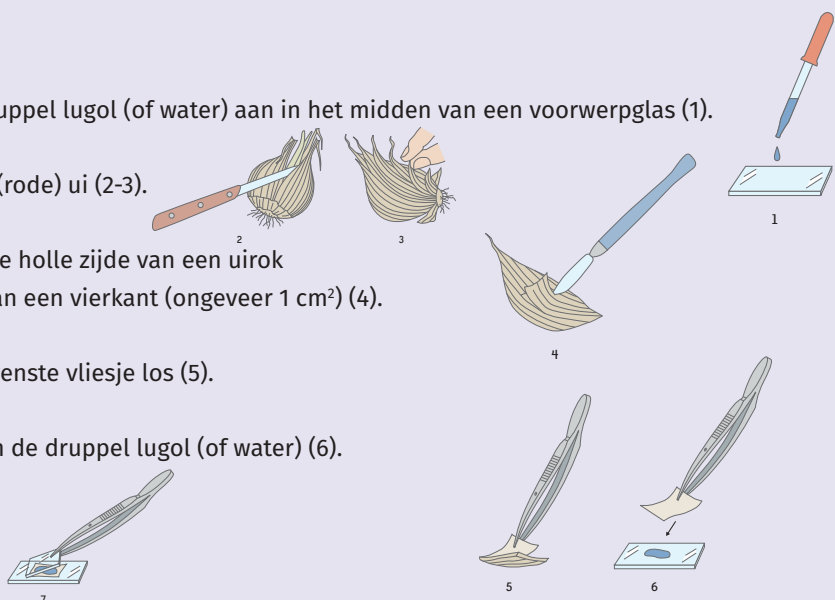 uppel lugol (of water) aan in het midden van een voorwerpglas (1).
(rode) ui (2-3).
2
3
1
e holle zijde van een uirok
an een vierkant (ongeveer 1 cm²) (4).
4
enste vliesje los (5).
n de druppel lugol (of water) (6).
5
6
7